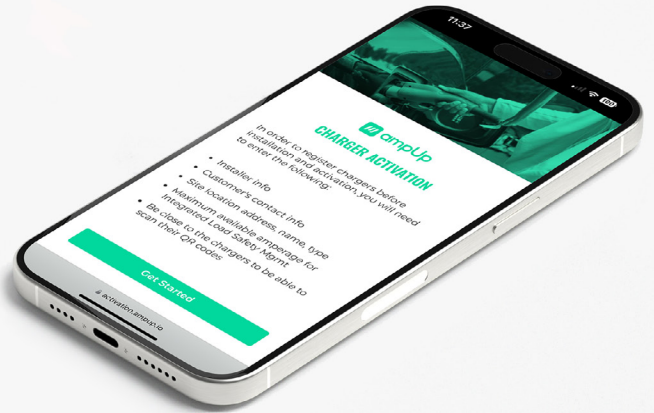 11:37
100
ampUp
CHARGER ACTIVATION
In order to register chargers before
installation and activation, you will need
to enter the following:
• Installer info
• Customer's contact info
• Site location address, name, type
• Maximum available amperage for
Integrated Load Safety Mgmt
• Be close to the chargers to be able to
scan their QR codes
Get Started
activation.ampup.io